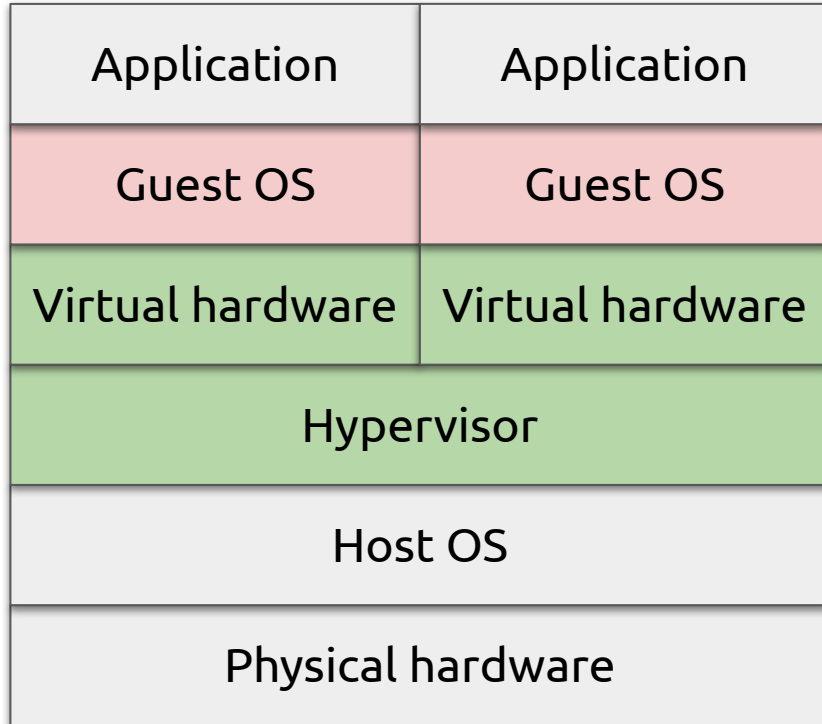 Application Application
Guest OS Guest OS
Virtual hardware Virtual hardware
Hypervisor
Host OS
Physical hardware